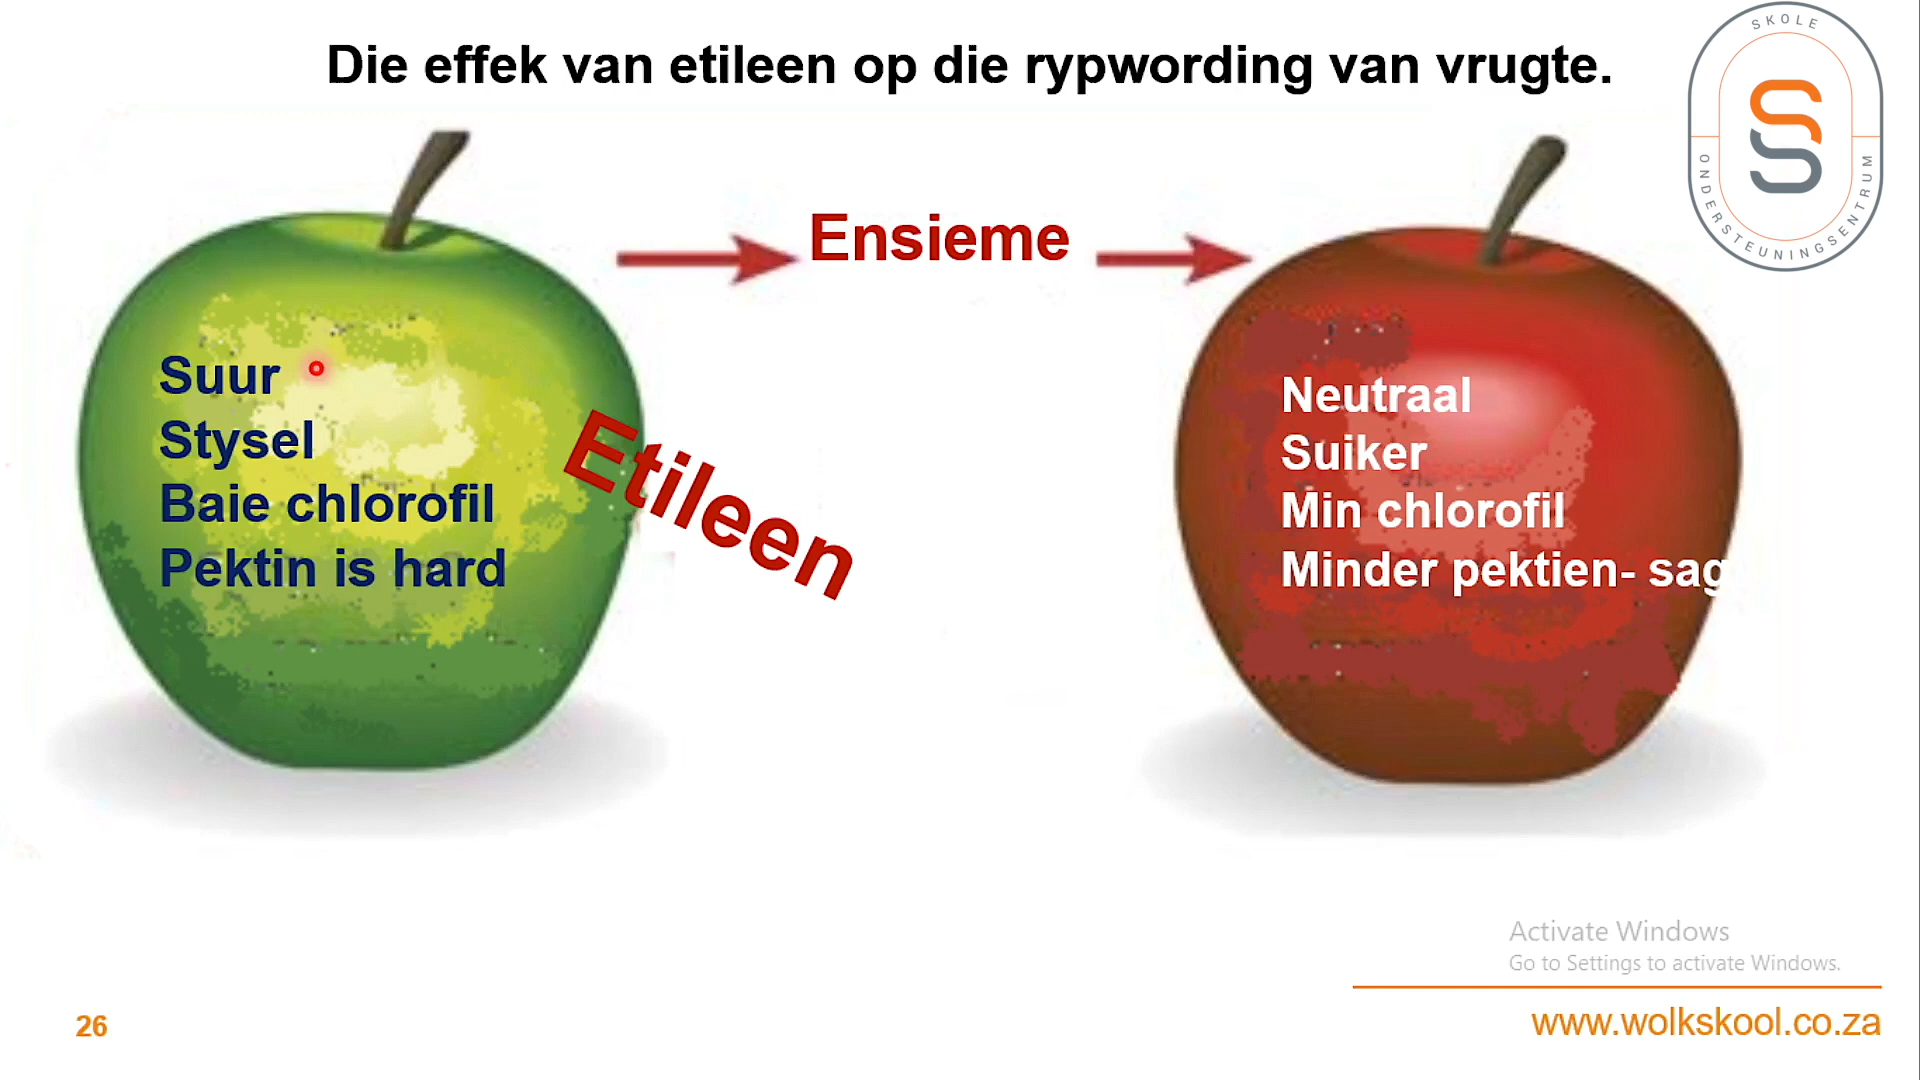 Die effek van etileen op die rypwording van vrugte.
SKOLE
ONDERSTEUNINGSENTRUM
Ensieme
Etileen
Suur
Stysel
Baie chlorofil
Pektin is hard
Neutraal
Suiker
Min chlorofil
Minder pektien- sag
Activate Windows
Go to Settings to activate Windows.
26
www.wolkskool.co.za